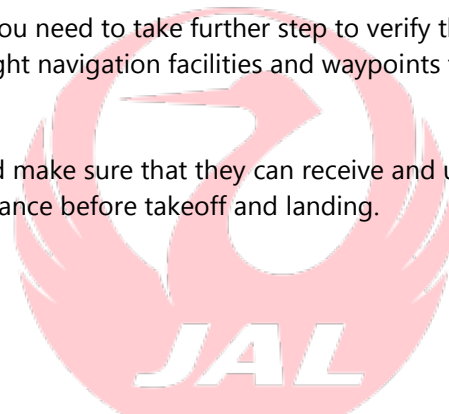 ou need to take further step to verify th
ght navigation facilities and waypoints
d make sure that they can receive and u
ance before takeoff and landing.
JAL